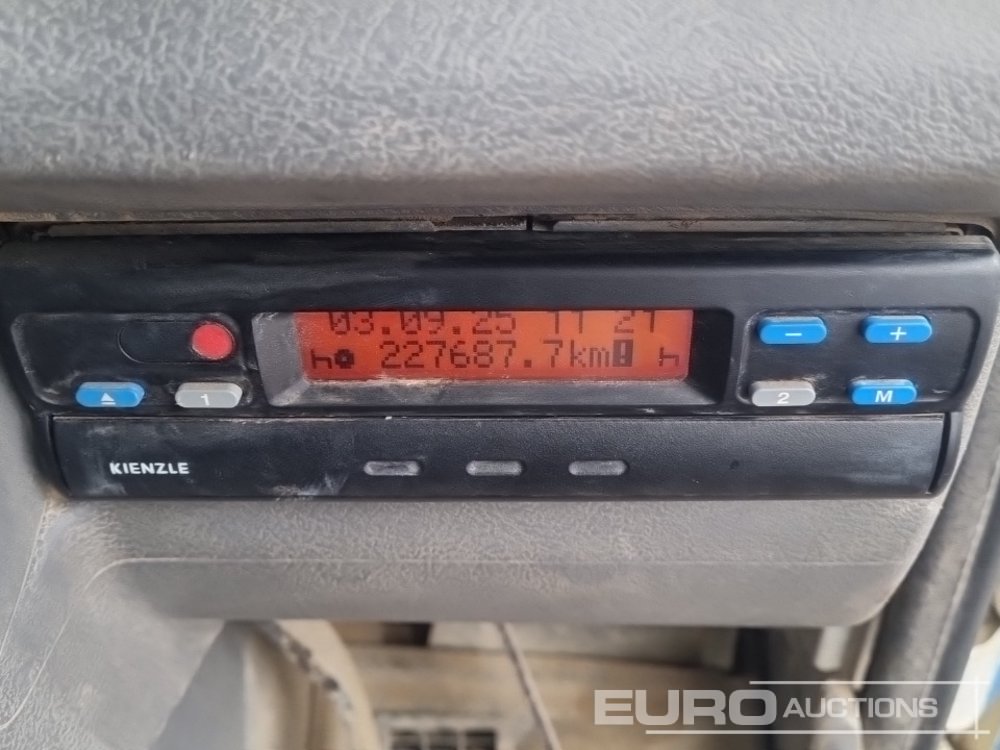 03.09.25 11 21
227687.7km!
1
2
M
KIENZLE
EURO AUCTIONS